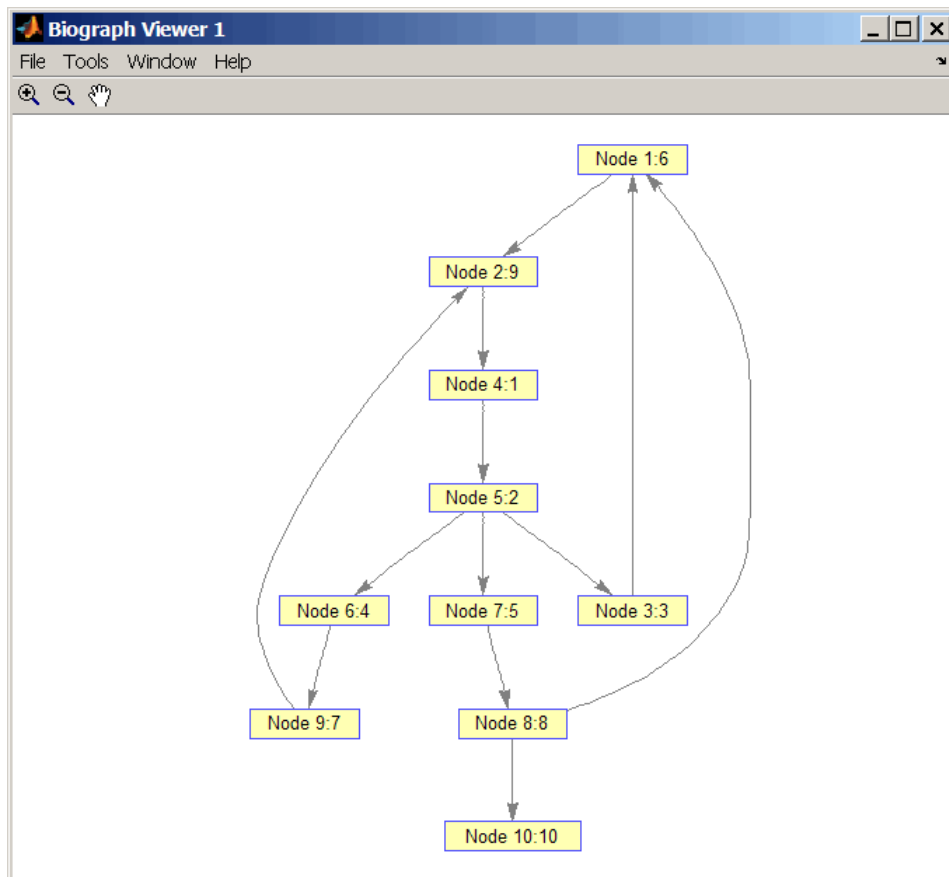 Biograph Viewer 1
File Tools Window Help
Node 1:6
Node 2:9
Node 4:1
Node 5:2
Node 6:4 Node 7:5 Node 3:3
Node 9:7 Node 8:8
Node 10:10